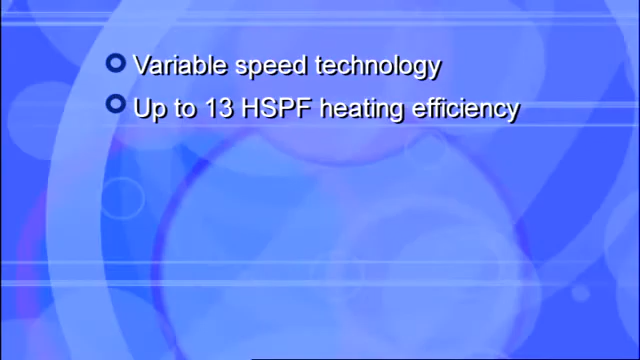 Variable speed technology
Up to 13 HSPF heating efficiency